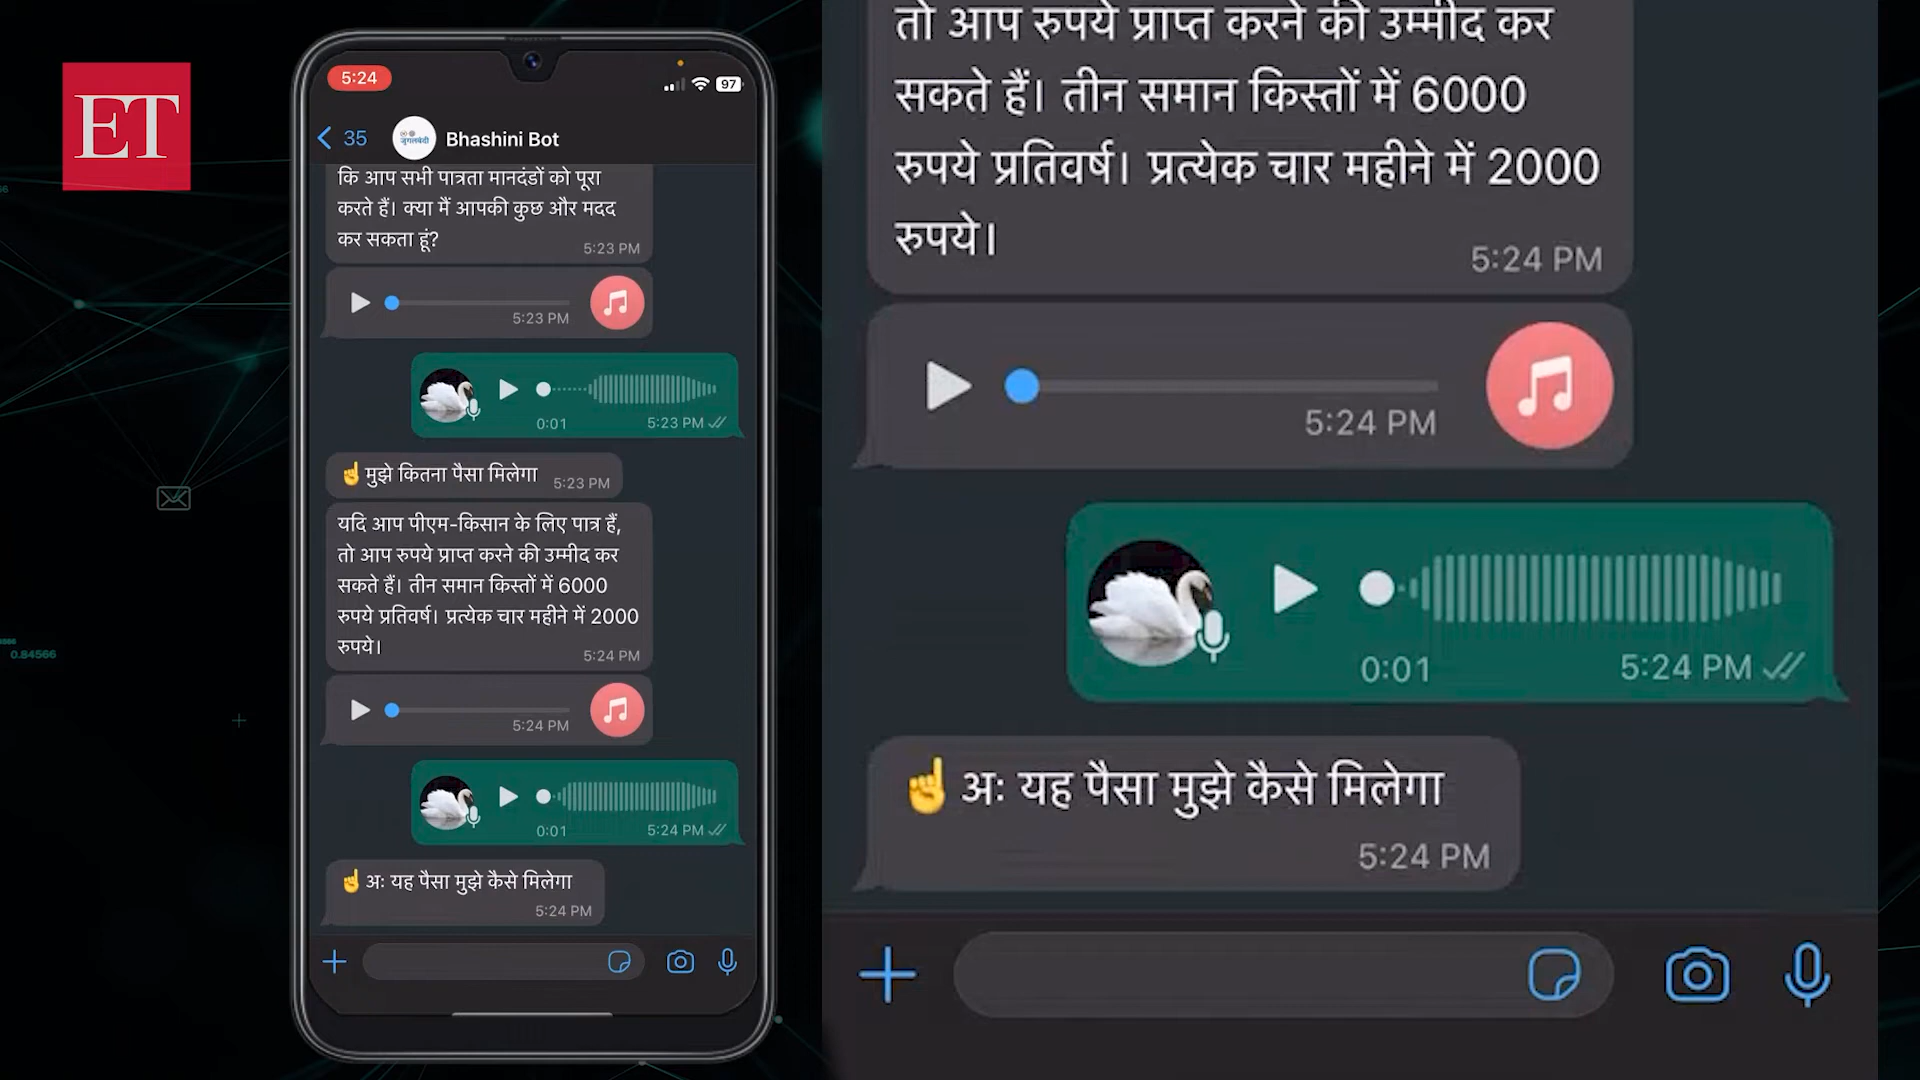 ET
5:24
97
35
जुगलबंदी
Bhashini Bot
कि आप सभी पात्रता मानदंडों को पूरा
करते हैं। क्या मैं आपकी कुछ और मदद
कर सकता हूं?
5:23 PM
5:23 PM
0:01
5:23 PM
☝️मुझे कितना पैसा मिलेगा
5:23 PM
यदि आप पीएम-किसान के लिए पात्र हैं,
तो आप रुपये प्राप्त करने की उम्मीद कर
सकते हैं। तीन समान किस्तों में 6000
रुपये प्रतिवर्ष। प्रत्येक चार महीने में 2000
रुपये।
5:24 PM
5:24 PM
0:01
5:24 PM
☝️अः यह पैसा मुझे कैसे मिलेगा
5:24 PM
तो आप रुपये प्राप्त करने की उम्मीद कर
सकते हैं। तीन समान किस्तों में 6000
रुपये प्रतिवर्ष। प्रत्येक चार महीने में 2000
रुपये।
5:24 PM
5:24 PM
0:01
5:24 PM
☝️अः यह पैसा मुझे कैसे मिलेगा
5:24 PM
0.84566